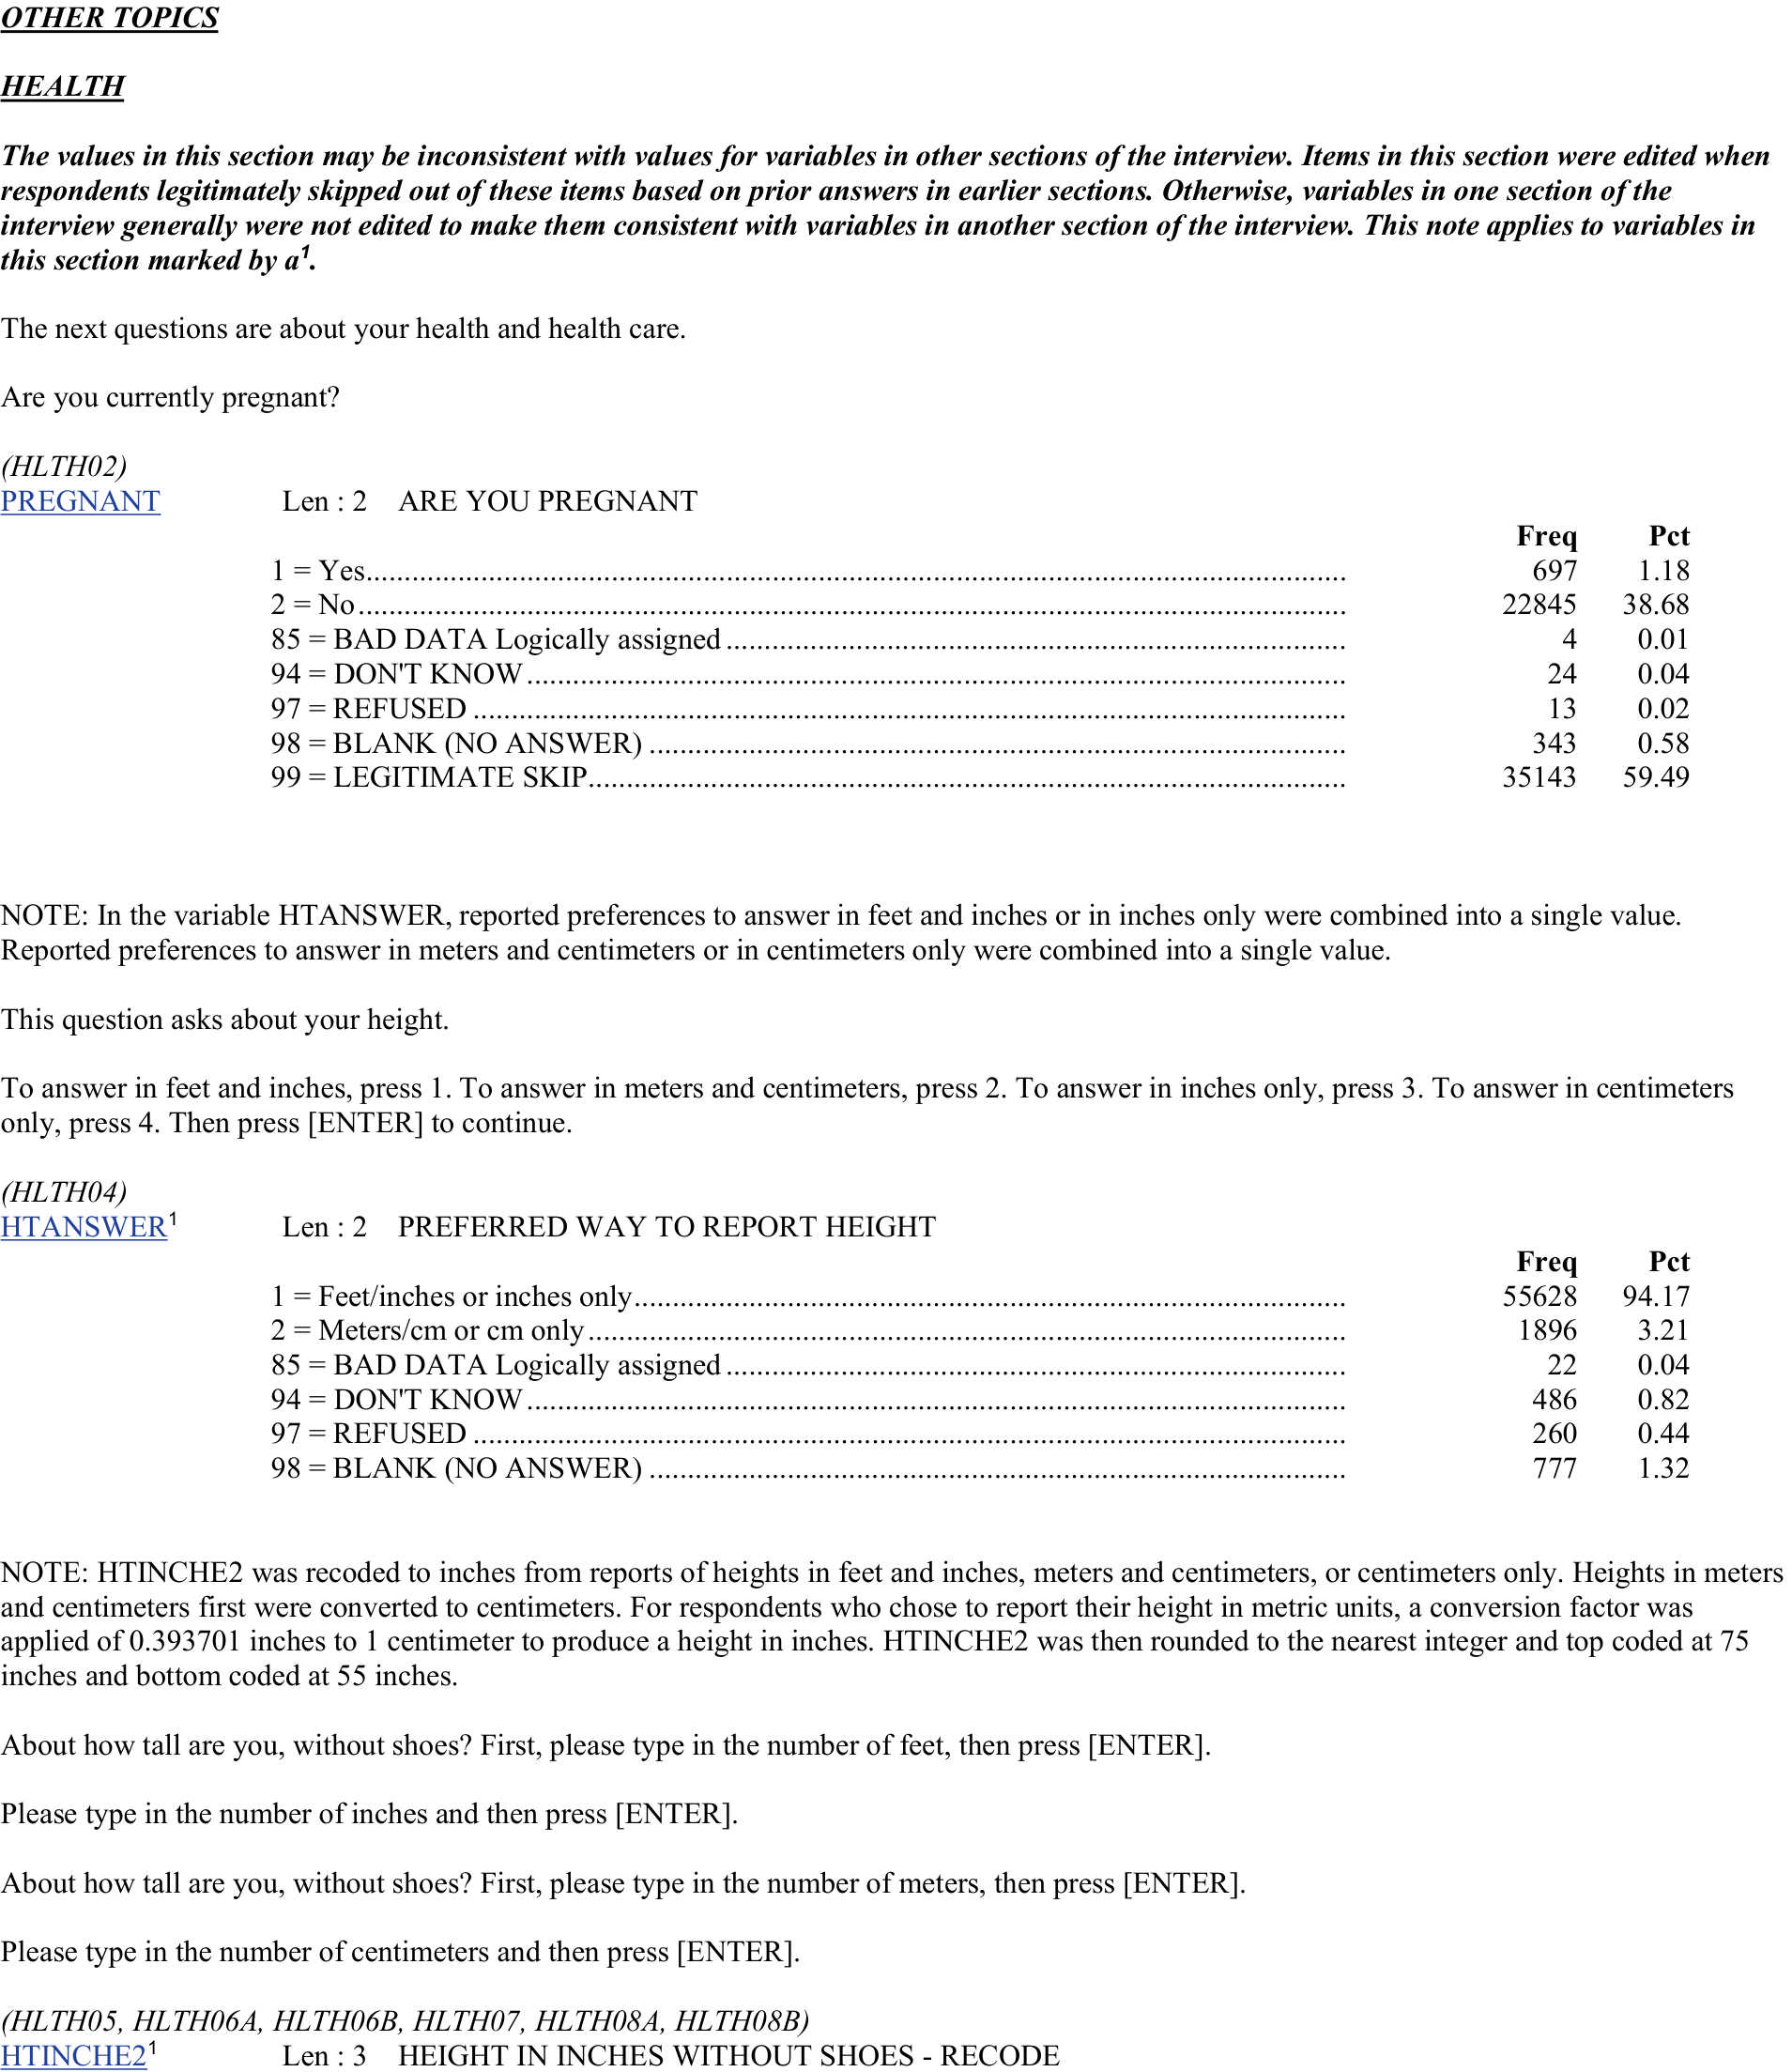 OTHER TOPICS
HEALTH
The values in this section may be inconsistent with values for variables in other sections of the interview. Items in this section were edited when
respondents legitimately skipped out of these items based on prior answers in earlier sections. Otherwise, variables in one section of the
interview generally were not edited to make them consistent with variables in another section of the interview. This note applies to variables in
this section marked by a¹.
The next questions are about your health and health care.
Are you currently pregnant?
(HLTH02)
PREGNANT Len : 2 ARE YOU PREGNANT
Freq Pct
1 = Yes 697 1.18
2 = No 22845 38.68
85 = BAD DATA Logically assigned 4 0.01
94 = DON'T KNOW 24 0.04
97 = REFUSED 13 0.02
98 = BLANK (NO ANSWER) 343 0.58
99 = LEGITIMATE SKIP 35143 59.49
NOTE: In the variable HTANSWER, reported preferences to answer in feet and inches or in inches only were combined into a single value.
Reported preferences to answer in meters and centimeters or in centimeters only were combined into a single value.
This question asks about your height.
To answer in feet and inches, press 1. To answer in meters and centimeters, press 2. To answer in inches only, press 3. To answer in centimeters
only, press 4. Then press [ENTER] to continue.
(HLTH04)
HTANSWER¹ Len : 2 PREFERRED WAY TO REPORT HEIGHT
Freq Pct
1 = Feet/inches or inches only 55628 94.17
2 = Meters/cm or cm only 1896 3.21
85 = BAD DATA Logically assigned 22 0.04
94 = DON'T KNOW 486 0.82
97 = REFUSED 260 0.44
98 = BLANK (NO ANSWER) 777 1.32
NOTE: HTINCHE2 was recoded to inches from reports of heights in feet and inches, meters and centimeters, or centimeters only. Heights in meters
and centimeters first were converted to centimeters. For respondents who chose to report their height in metric units, a conversion factor was
applied of 0.393701 inches to 1 centimeter to produce a height in inches. HTINCHE2 was then rounded to the nearest integer and top coded at 75
inches and bottom coded at 55 inches.
About how tall are you, without shoes? First, please type in the number of feet, then press [ENTER].
Please type in the number of inches and then press [ENTER].
About how tall are you, without shoes? First, please type in the number of meters, then press [ENTER].
Please type in the number of centimeters and then press [ENTER].
(HLTH05, HLTH06A, HLTH06B, HLTH07, HLTH08A, HLTH08B)
HTINCHE2¹ Len : 3 HEIGHT IN INCHES WITHOUT SHOES - RECODE